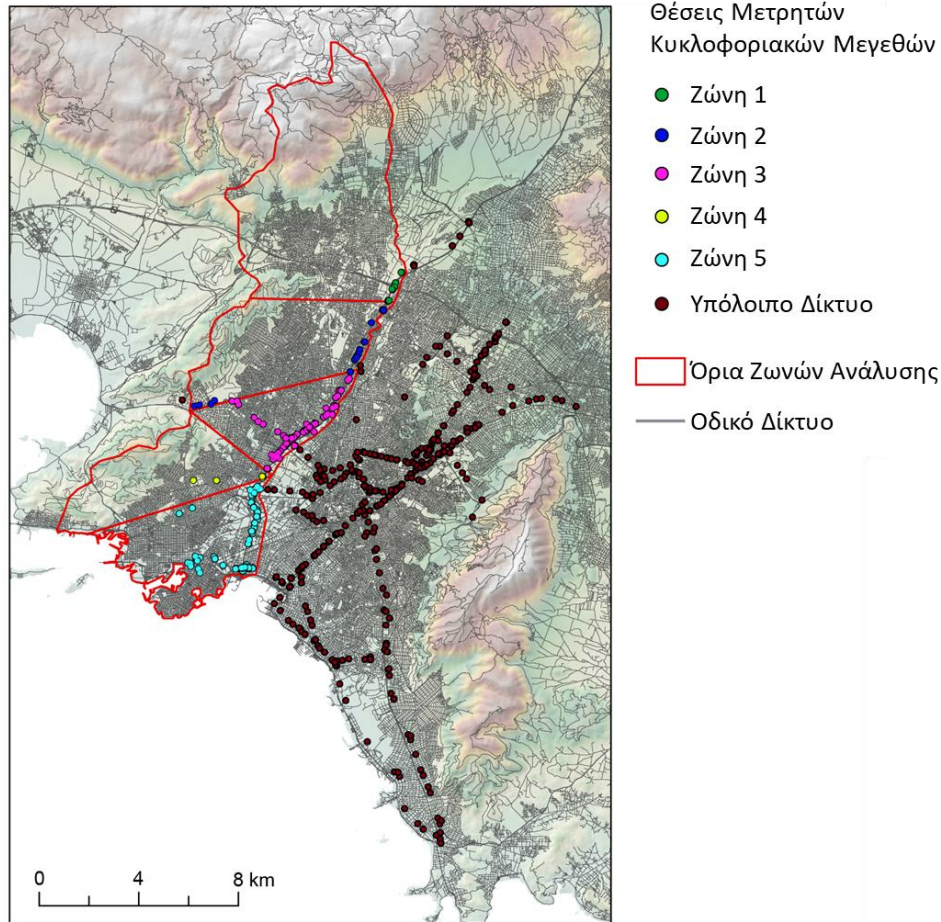 Θέσεις Μετρητών
Κυκλοφοριακών Μεγεθών
Ζώνη 1
Ζώνη 2
Ζώνη 3
Ζώνη 4
Ζώνη 5
Υπόλοιπο Δίκτυο
Όρια Ζωνών Ανάλυσης
Οδικό Δίκτυο
0 4 8 km